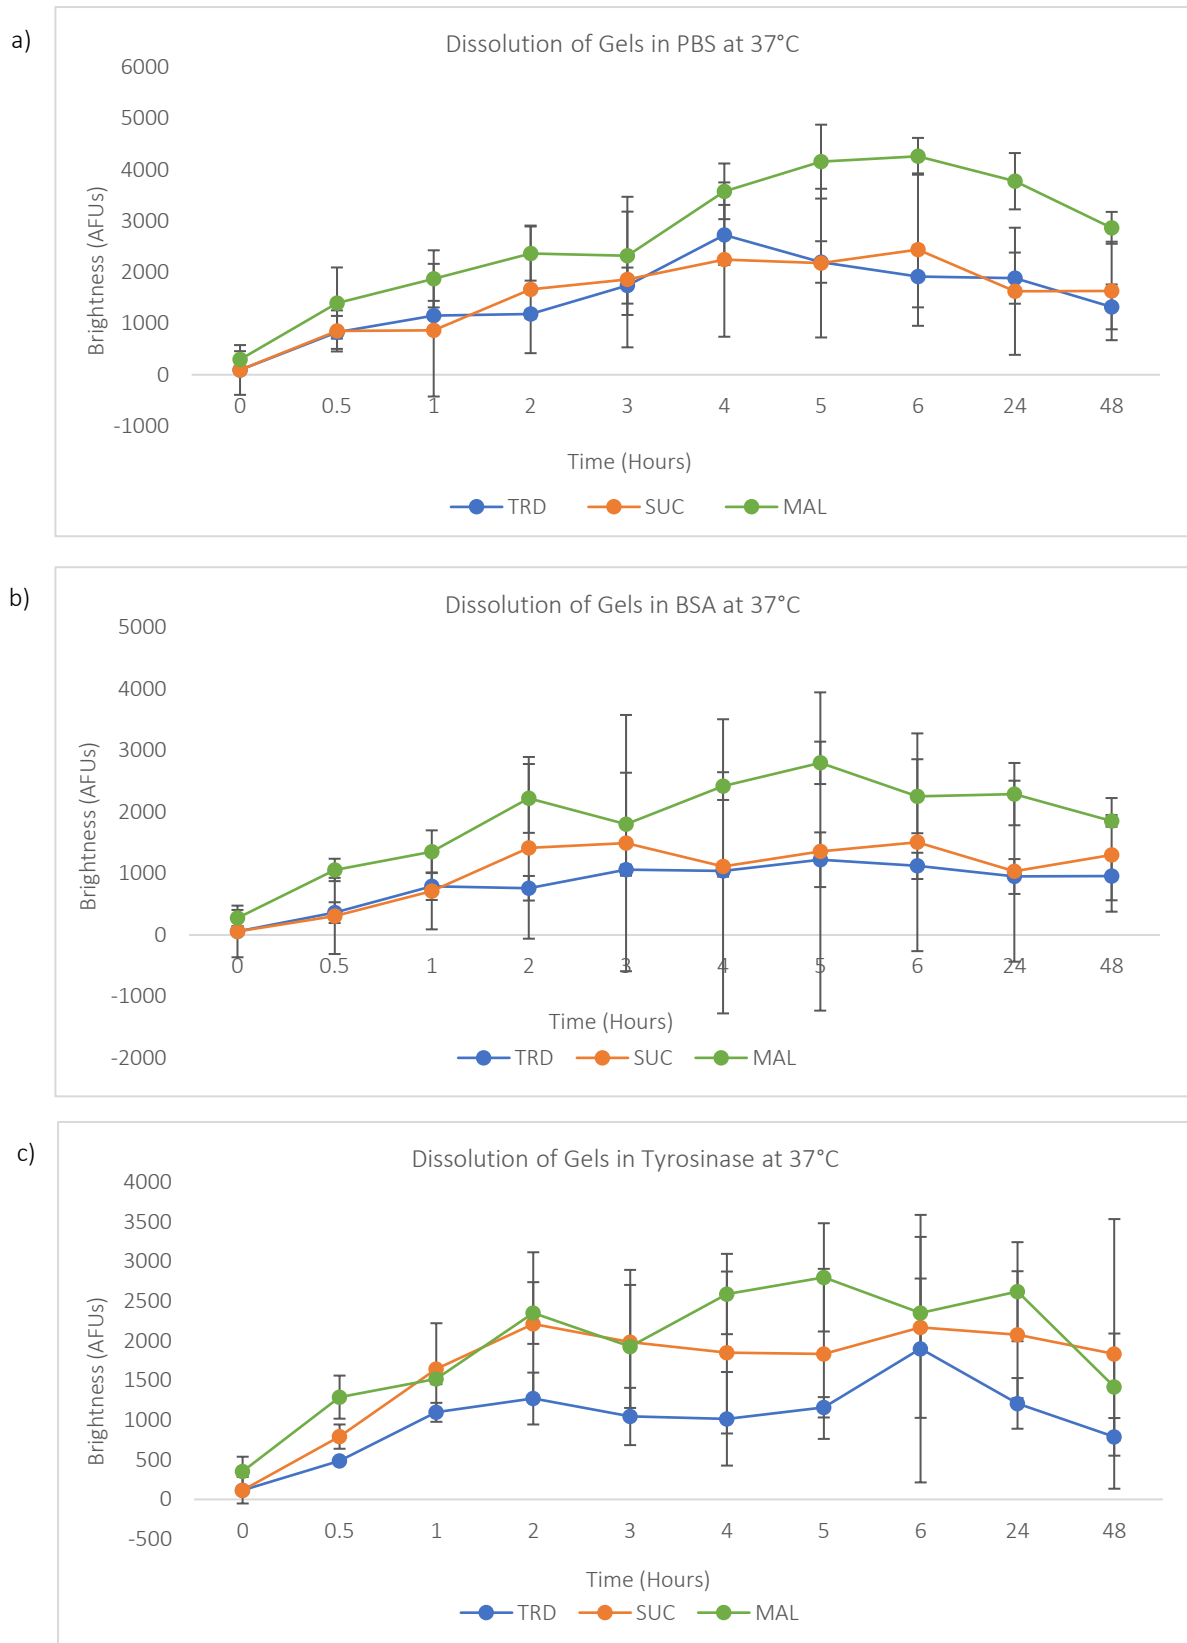 a)
Dissolution of Gels in PBS at 37°C
6000
5000
4000
3000
2000
1000
0
-1000
Brightness (AFUs)
0 0.5 1 2 3 4 5 6 24 48
Time (Hours)
TRD SUC MAL
b)
Dissolution of Gels in BSA at 37°C
5000
4000
3000
2000
1000
0
-1000
-2000
Brightness (AFUs)
0 0.5 1 2 3 4 5 6 24 48
Time (Hours)
TRD SUC MAL
c)
Dissolution of Gels in Tyrosinase at 37°C
4000
3500
3000
2500
2000
1500
1000
500
0
-500
Brightness (AFUs)
0 0.5 1 2 3 4 5 6 24 48
Time (Hours)
TRD SUC MAL